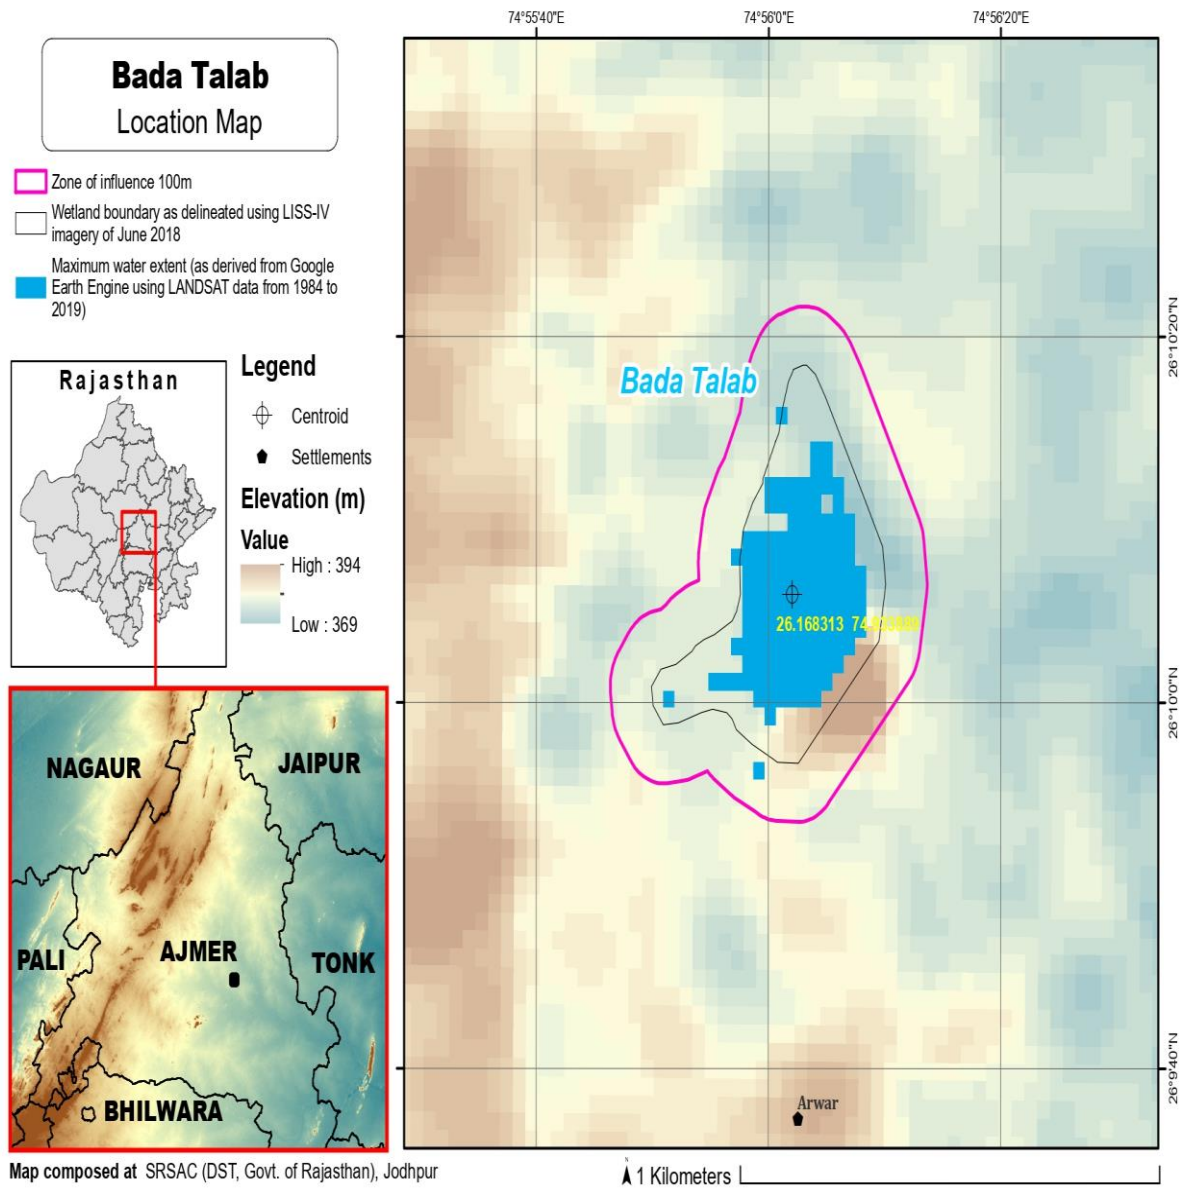 Bada Talab
Location Map
Zone of influence 100m
Wetland boundary as delineated using LISS-IV
imagery of June 2018
Maximum water extent (as derived from Google
Earth Engine using LANDSAT data from 1984 to
2019)
Rajasthan
Legend
Centroid
Settlements
Elevation (m)
Value
High : 394
Low : 369
NAGAUR
JAIPUR
PALI
AJMER
TONK
BHILWARA
Map composed at SRSAC (DST, Govt. of Rajasthan), Jodhpur
74°55'40"E
74°56'0"E
74°56'20"E
Bada Talab
26.168313
26°10'20"N
26°10'0"N
26°9'40"N
Arwar
N
1 Kilometers